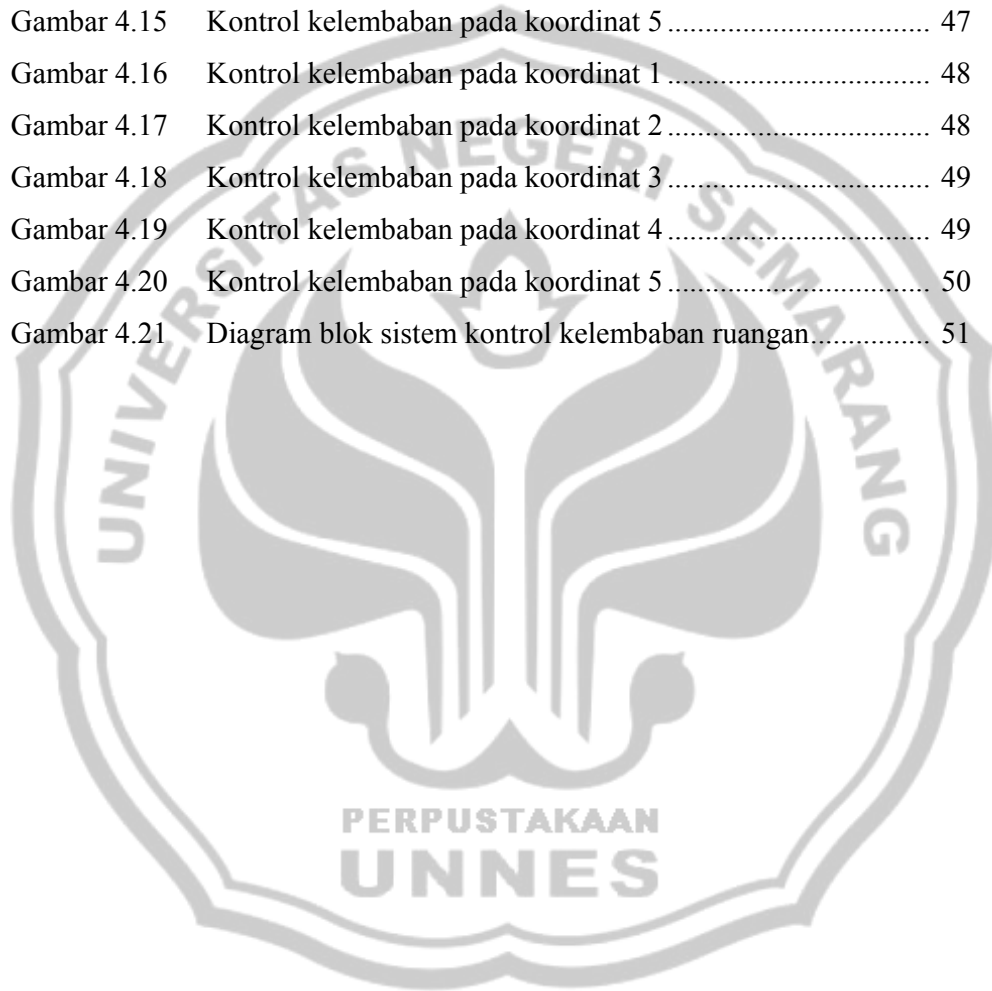 Gambar 4.15 Kontrol kelembaban pada koordinat 5 .................................. 47
Gambar 4.16 Kontrol kelembaban pada koordinat 1 .................................. 48
Gambar 4.17 Kontrol kelembaban pada koordinat 2 .................................. 48
Gambar 4.18 Kontrol kelembaban pada koordinat 3 .................................. 49
Gambar 4.19 Kontrol kelembaban pada koordinat 4 .................................. 49
Gambar 4.20 Kontrol kelembaban pada koordinat 5 .................................. 50
Gambar 4.21 Diagram blok sistem kontrol kelembaban ruangan ............... 51
UNIVERSITAS NEGERI SEMARANG
PERPUSTAKAAN
UNNES